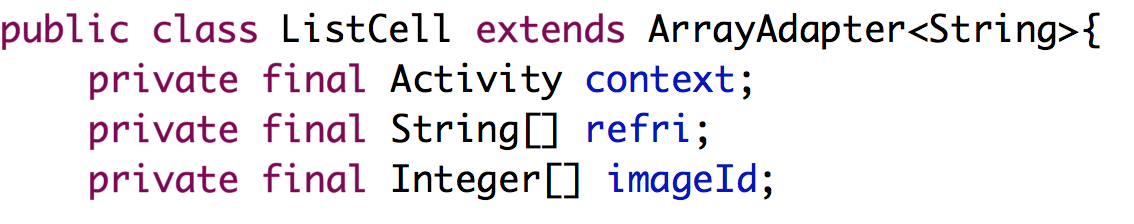 public class ListCell extends ArrayAdapter<String>{
    private final Activity context;
    private final String[] refri;
    private final Integer[] imageId;